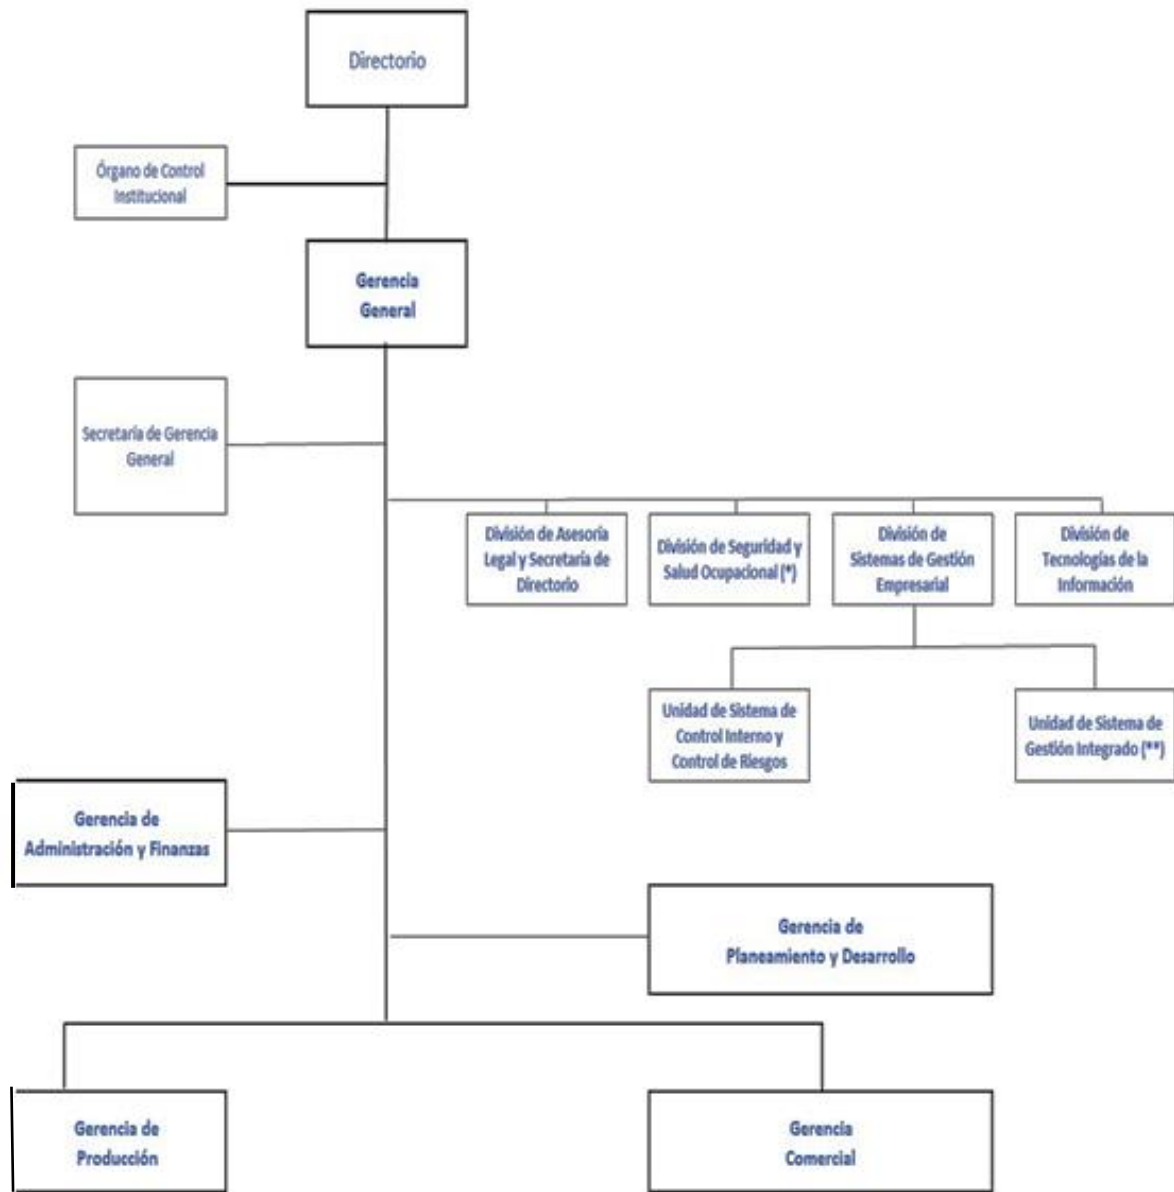 Directorio
Órgano de Control
Institucional
Gerencia
General
Secretaría de Gerencia
General
División de Asesoría
Legal y Secretaría de
Directorio
División de Seguridad y
Salud Ocupacional (*)
División de
Sistemas de Gestión
Empresarial
División de
Tecnologías de la
Información
Unidad de Sistema de
Control Interno y
Control de Riesgos
Unidad de Sistema de
Gestión Integrado (**)
Gerencia de
Administración y Finanzas
Gerencia de
Planeamiento y Desarrollo
Gerencia de
Producción
Gerencia
Comercial